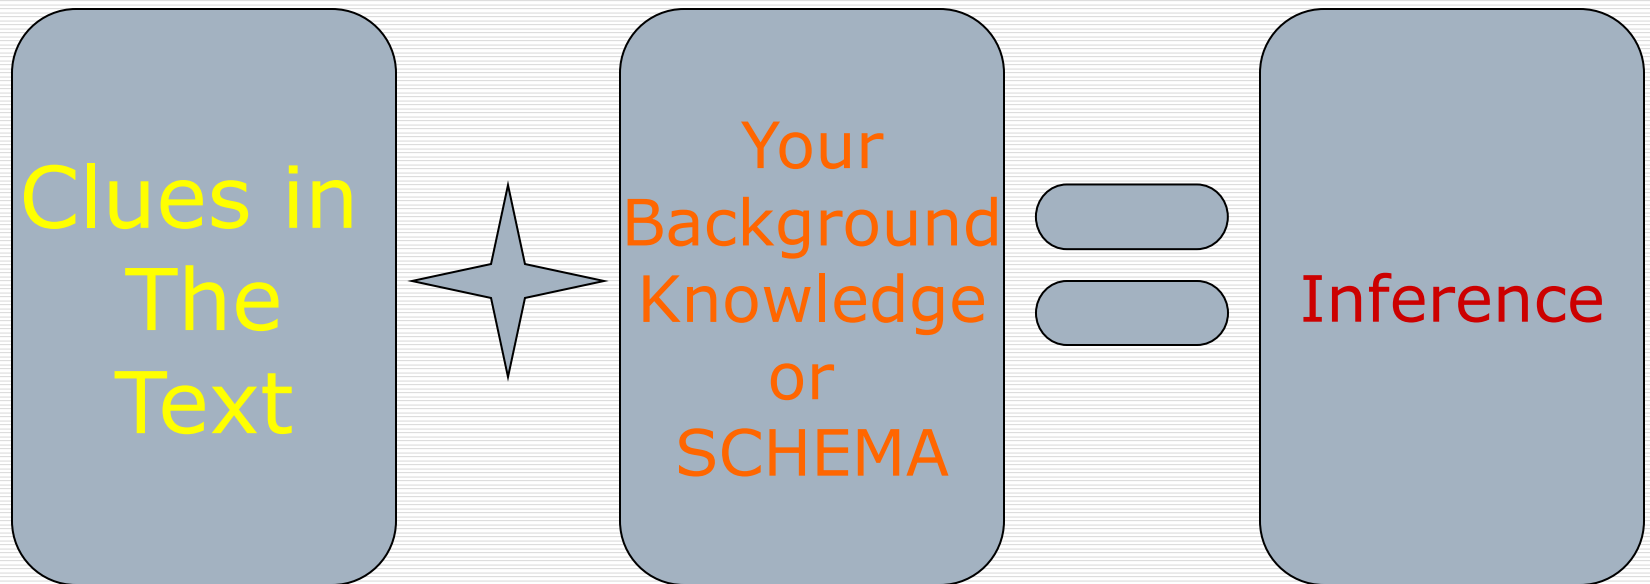 Clues in
The
Text
Your
Background
Knowledge
or
SCHEMA
Inference